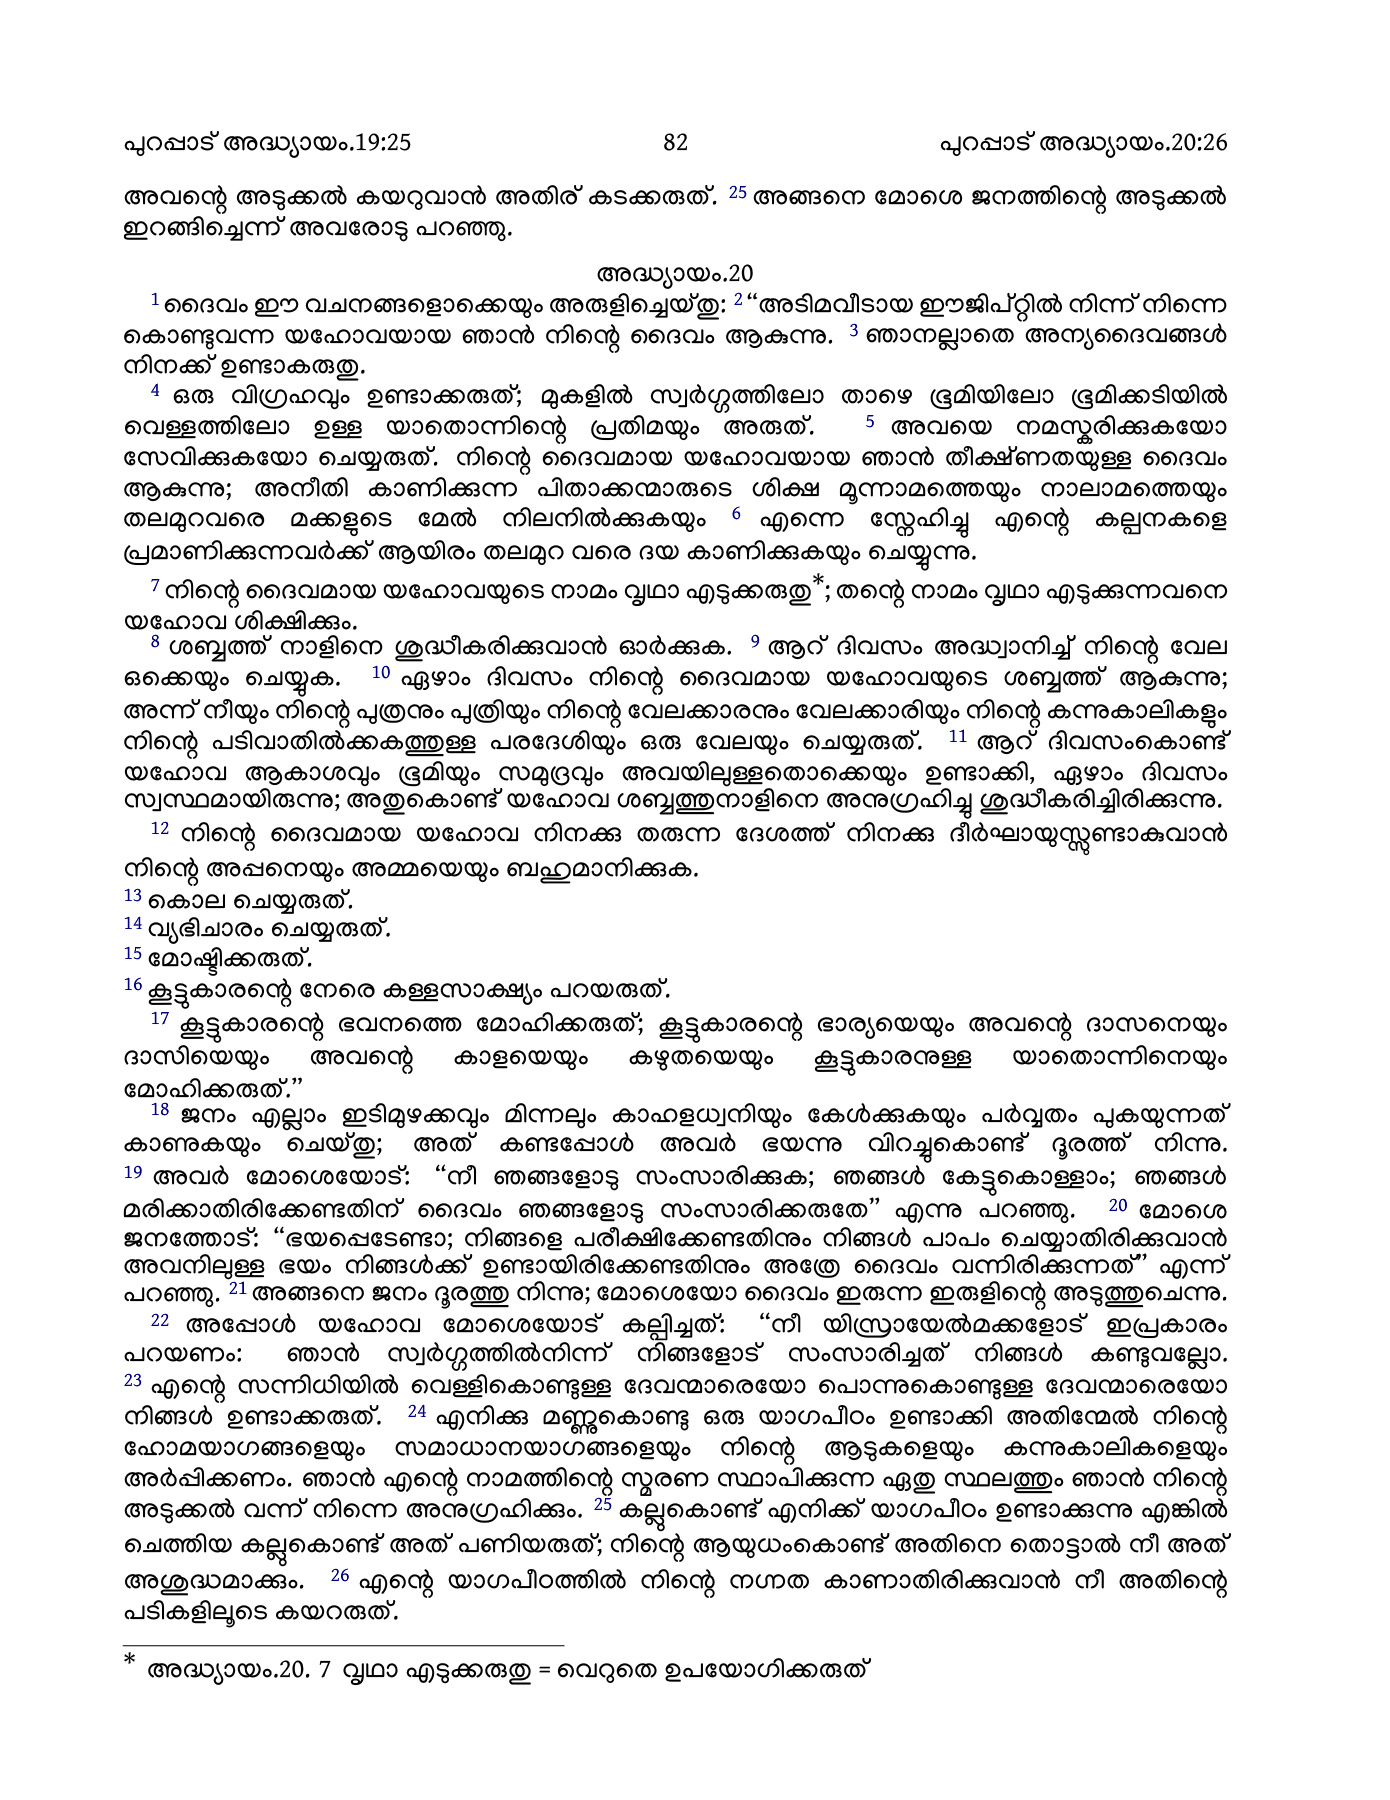 പുറപ്പാട് അദ്ധ്യായം.19:25 82 പുറപ്പാട് അദ്ധ്യായം.20:26
അവന്റെ അടുക്കൽ കയറുവാൻ അതിര് കടക്കരുത്. 25 അങ്ങനെ മോശെ ജനത്തിന്റെ അടുക്കൽ
ഇറങ്ങിച്ചെന്ന് അവരോടു പറഞ്ഞു.
അദ്ധ്യായം.20
1 ദൈവം ഈ വചനങ്ങളൊക്കെയും അരുളിച്ചെയ്തു: 2 “അടിമവീടായ ഈജിപ്റ്റിൽ നിന്ന് നിന്നെ
കൊണ്ടുവന്ന യഹോവയായ ഞാൻ നിന്റെ ദൈവം ആകുന്നു. 3 ഞാനല്ലാതെ അന്യദൈവങ്ങൾ
നിനക്ക് ഉണ്ടാകരുതു.
4 ഒരു വിഗ്രഹവും ഉണ്ടാക്കരുത്; മുകളിൽ സ്വർഗ്ഗത്തിലോ താഴെ ഭൂമിയിലോ ഭൂമിക്കടിയിൽ
വെള്ളത്തിലോ ഉള്ള യാതൊന്നിന്റെ പ്രതിമയും അരുത്. 5 അവയെ നമസ്കരിക്കുകയോ
സേവിക്കുകയോ ചെയ്യരുത്. നിന്റെ ദൈവമായ യഹോവയായ ഞാൻ തീക്ഷ്ണതയുള്ള ദൈവം
ആകുന്നു; അനീതി കാണിക്കുന്ന പിതാക്കന്മാരുടെ ശിക്ഷ മൂന്നാമത്തെയും നാലാമത്തെയും
തലമുറവരെ മക്കളുടെ മേൽ നിലനിൽക്കുകയും 6 എന്നെ സ്നേഹിച്ചു എന്റെ കല്പനകളെ
പ്രമാണിക്കുന്നവർക്ക് ആയിരം തലമുറ വരെ ദയ കാണിക്കുകയും ചെയ്യുന്നു.
7 നിന്റെ ദൈവമായ യഹോവയുടെ നാമം വൃഥാ എടുക്കരുതു*; തന്റെ നാമം വൃഥാ എടുക്കുന്നവനെ
യഹോവ ശിക്ഷിക്കും.
8 ശബ്ബത്ത് നാളിനെ ശുദ്ധീകരിക്കുവാൻ ഓർക്കുക. 9 ആറ് ദിവസം അദ്ധ്വാനിച്ച് നിന്റെ വേല
ഒക്കെയും ചെയ്യുക. 10 ഏഴാം ദിവസം നിന്റെ ദൈവമായ യഹോവയുടെ ശബ്ബത്ത് ആകുന്നു;
അന്ന് നീയും നിന്റെ പുത്രനും പുത്രിയും നിന്റെ വേലക്കാരനും വേലക്കാരിയും നിന്റെ കന്നുകാലികളും
നിന്റെ പടിവാതിൽക്കകത്തുള്ള പരദേശിയും ഒരു വേലയും ചെയ്യരുത്. 11 ആറ് ദിവസംകൊണ്ട്
യഹോവ ആകാശവും ഭൂമിയും സമുദ്രവും അവയിലുള്ളതൊക്കെയും ഉണ്ടാക്കി, ഏഴാം ദിവസം
സ്വസ്ഥമായിരുന്നു; അതുകൊണ്ട് യഹോവ ശബ്ബത്തുനാളിനെ അനുഗ്രഹിച്ചു ശുദ്ധീകരിച്ചിരിക്കുന്നു.
12 നിന്റെ ദൈവമായ യഹോവ നിനക്കു തരുന്ന ദേശത്ത് നിനക്കു ദീർഘായുസ്സുണ്ടാകുവാൻ
നിന്റെ അപ്പനെയും അമ്മയെയും ബഹുമാനിക്കുക.
13 കൊല ചെയ്യരുത്.
14 വ്യഭിചാരം ചെയ്യരുത്.
15 മോഷ്ടിക്കരുത്.
16 കൂട്ടുകാരന്റെ നേരെ കള്ളസാക്ഷ്യം പറയരുത്.
17 കൂട്ടുകാരന്റെ ഭവനത്തെ മോഹിക്കരുത്; കൂട്ടുകാരന്റെ ഭാര്യയെയും അവന്റെ ദാസനെയും
ദാസിയെയും അവന്റെ കാളയെയും കഴുതയെയും കൂട്ടുകാരനുള്ള യാതൊന്നിനെയും
മോഹിക്കരുത്.”
18 ജനം എല്ലാം ഇടിമുഴക്കവും മിന്നലും കാഹളധ്വനിയും കേൾക്കുകയും പർവ്വതം പുകയുന്നത്
കാണുകയും ചെയ്തു; അത് കണ്ടപ്പോൾ അവർ ഭയന്നു വിറച്ചുകൊണ്ട് ദൂരത്ത് നിന്നു.
19 അവർ മോശെയോട്: “നീ ഞങ്ങളോടു സംസാരിക്കുക; ഞങ്ങൾ കേട്ടുകൊള്ളാം; ഞങ്ങൾ
മരിക്കാതിരിക്കേണ്ടതിന് ദൈവം ഞങ്ങളോടു സംസാരിക്കരുതേ” എന്നു പറഞ്ഞു. 20 മോശെ
ജനത്തോട്: “ഭയപ്പെടേണ്ടാ; നിങ്ങളെ പരീക്ഷിക്കേണ്ടതിനും നിങ്ങൾ പാപം ചെയ്യാതിരിക്കുവാൻ
അവനിലുള്ള ഭയം നിങ്ങൾക്ക് ഉണ്ടായിരിക്കേണ്ടതിനും അത്രേ ദൈവം വന്നിരിക്കുന്നത്” എന്ന്
പറഞ്ഞു. 21 അങ്ങനെ ജനം ദൂരത്തു നിന്നു; മോശെയോ ദൈവം ഇരുന്ന ഇരുളിന്റെ അടുത്തുചെന്നു.
22 അപ്പോൾ യഹോവ മോശെയോട് കല്പിച്ചത്: “നീ യിസ്രായേൽമക്കളോട് ഇപ്രകാരം
പറയണം: ഞാൻ സ്വർഗ്ഗത്തിൽനിന്ന് നിങ്ങളോട് സംസാരിച്ചത് നിങ്ങൾ കണ്ടുവല്ലോ.
23 എന്റെ സന്നിധിയിൽ വെള്ളികൊണ്ടുള്ള ദേവന്മാരെയോ പൊന്നുകൊണ്ടുള്ള ദേവന്മാരെയോ
നിങ്ങൾ ഉണ്ടാക്കരുത്. 24 എനിക്കു മണ്ണുകൊണ്ടു ഒരു യാഗപീഠം ഉണ്ടാക്കി അതിന്മേൽ നിന്റെ
ഹോമയാഗങ്ങളെയും സമാധാനയാഗങ്ങളെയും നിന്റെ ആടുകളെയും കന്നുകാലികളെയും
അർപ്പിക്കണം. ഞാൻ എന്റെ നാമത്തിന്റെ സ്മരണ സ്ഥാപിക്കുന്ന ഏതു സ്ഥലത്തും ഞാൻ നിന്റെ
അടുക്കൽ വന്ന് നിന്നെ അനുഗ്രഹിക്കും. 25 കല്ലുകൊണ്ട് എനിക്ക് യാഗപീഠം ഉണ്ടാക്കുന്നു എങ്കിൽ
ചെത്തിയ കല്ലുകൊണ്ട് അത് പണിയരുത്; നിന്റെ ആയുധംകൊണ്ട് അതിനെ തൊട്ടാൽ നീ അത്
അശുദ്ധമാക്കും. 26 എന്റെ യാഗപീഠത്തിൽ നിന്റെ നഗ്നത കാണാതിരിക്കുവാൻ നീ അതിന്റെ
പടികളിലൂടെ കയറരുത്.
* അദ്ധ്യായം.20. 7 വൃഥാ എടുക്കരുതു = വെറുതെ ഉപയോഗിക്കരുത്